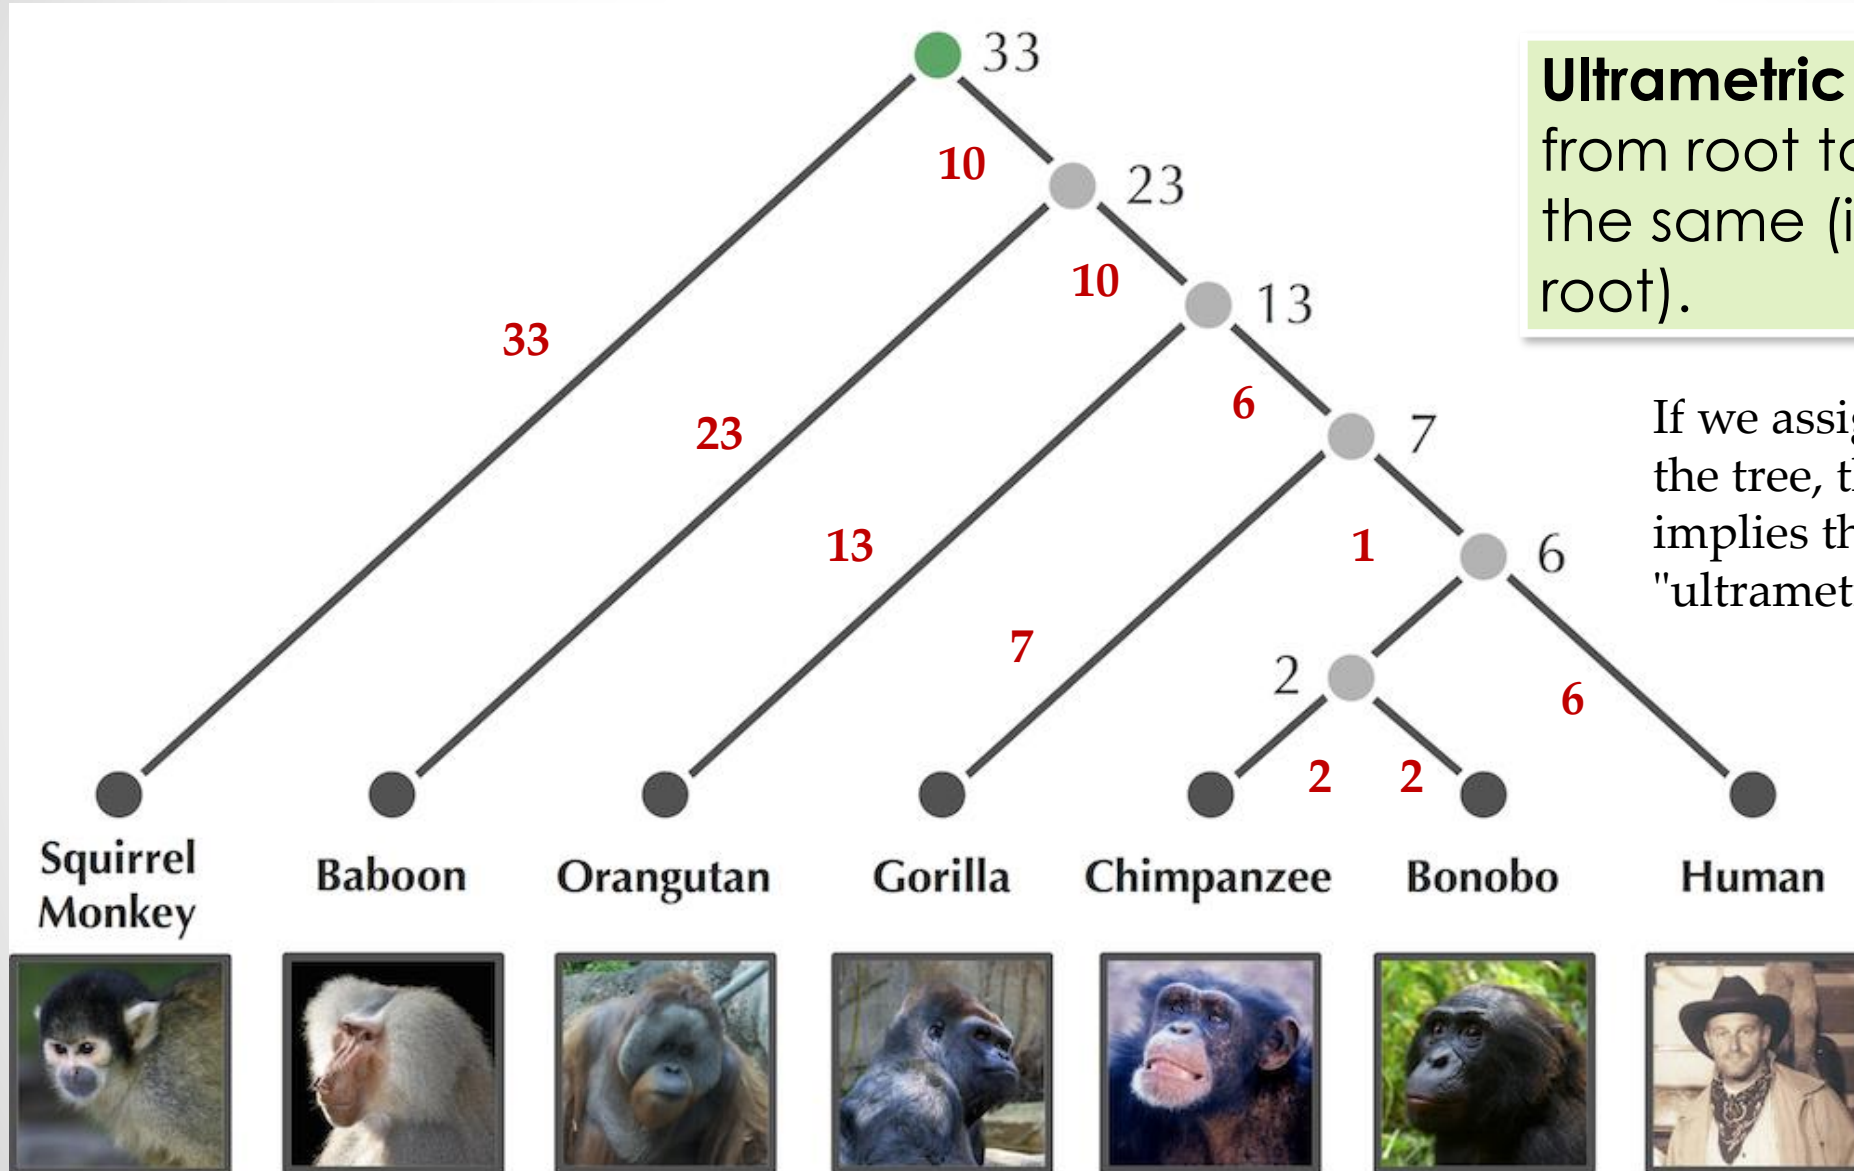 33
Ultrametric
from root to
the same (i
root).
10
23
10
13
33
6
7
23
If we assig
the tree, th
implies th
"ultramet
13
1
6
7
2
6
2
2
Squirrel
Monkey
Baboon
Orangutan
Gorilla
Chimpanzee
Bonobo
Human